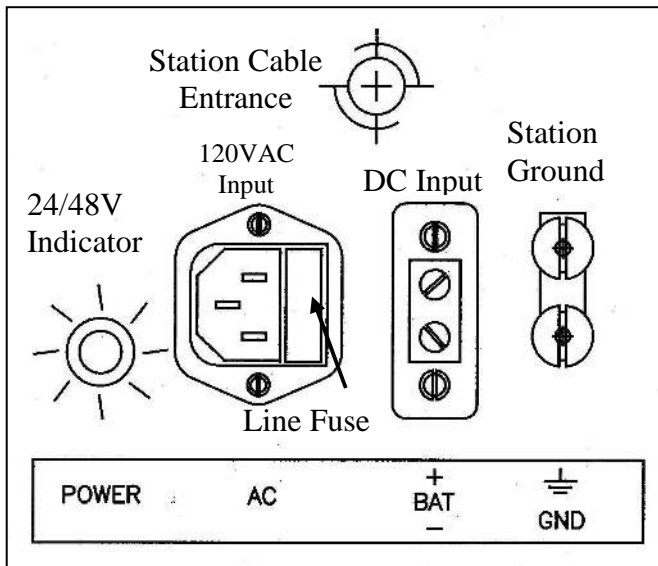 Station Cable
Entrance
Station
Ground
120VAC
Input
DC Input
24/48V
Indicator
Line Fuse
POWER
AC
+
BAT
−
GND